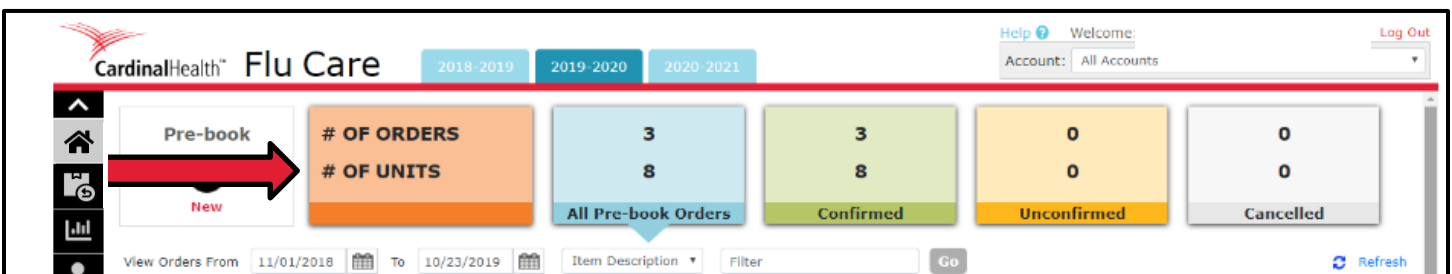 Help ? Welcome: Log Out
CardinalHealth™ Flu Care 2018-2019 2019-2020 2020-2021
Account: All Accounts
Pre-book # OF ORDERS 3 3 0 0
# OF UNITS 8 8 0 0
New All Pre-book Orders Confirmed Unconfirmed Cancelled
View Orders From 11/01/2018 To 10/23/2019 Item Description Filter Go Refresh